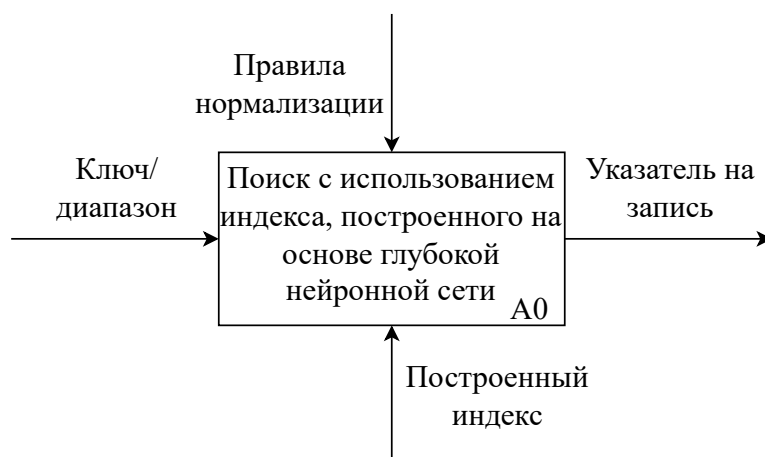 Правила
нормализации
Ключ/
диапазон
Поиск с использованием
индекса, построенного на
основе глубокой
нейронной сети
A0
Указатель на
запись
Построенный
индекс